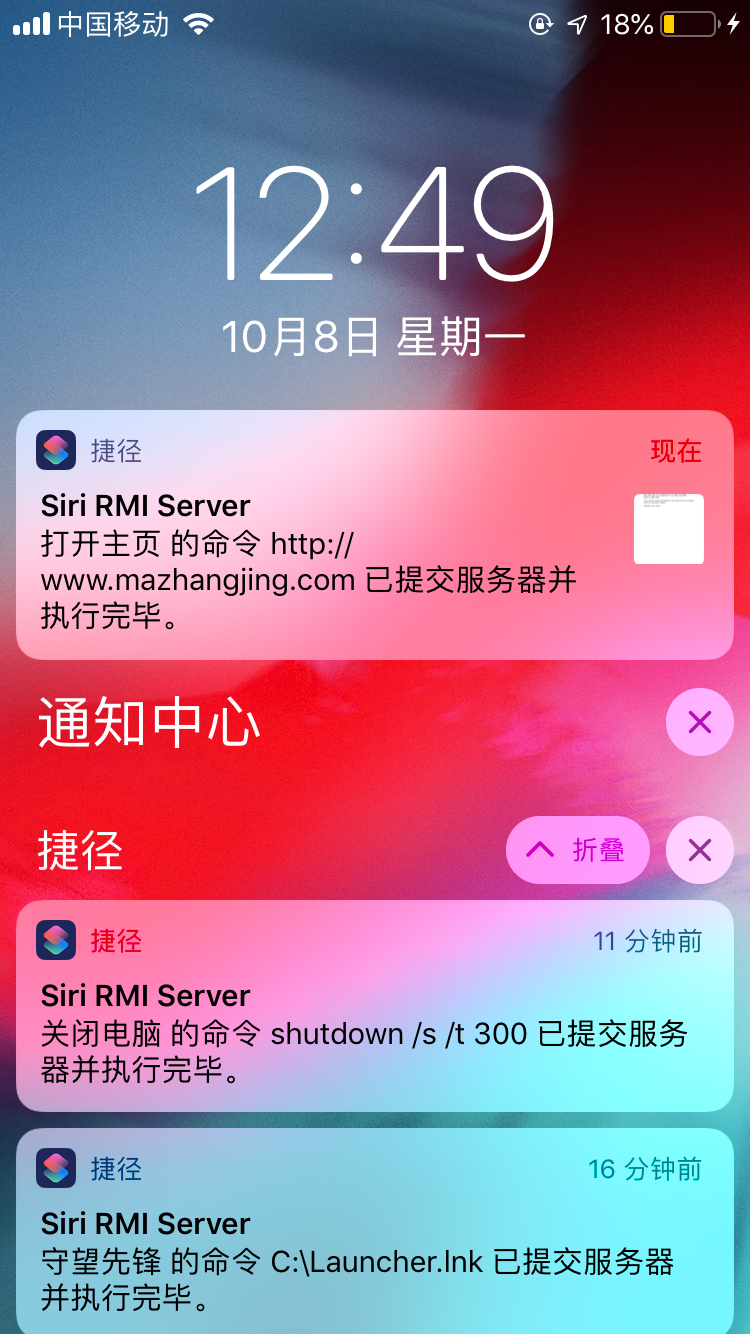 中国移动 18%
12:49
10月8日 星期一
捷径 现在
Siri RMI Server
打开主页 的命令 http://
www.mazhangjing.com 已提交服务器并
执行完毕。
通知中心
捷径 折叠
捷径 11 分钟前
Siri RMI Server
关闭电脑 的命令 shutdown /s /t 300 已提交服务
器并执行完毕。
捷径 16 分钟前
Siri RMI Server
守望先锋 的命令 C:\Launcher.lnk 已提交服务器
并执行完毕。